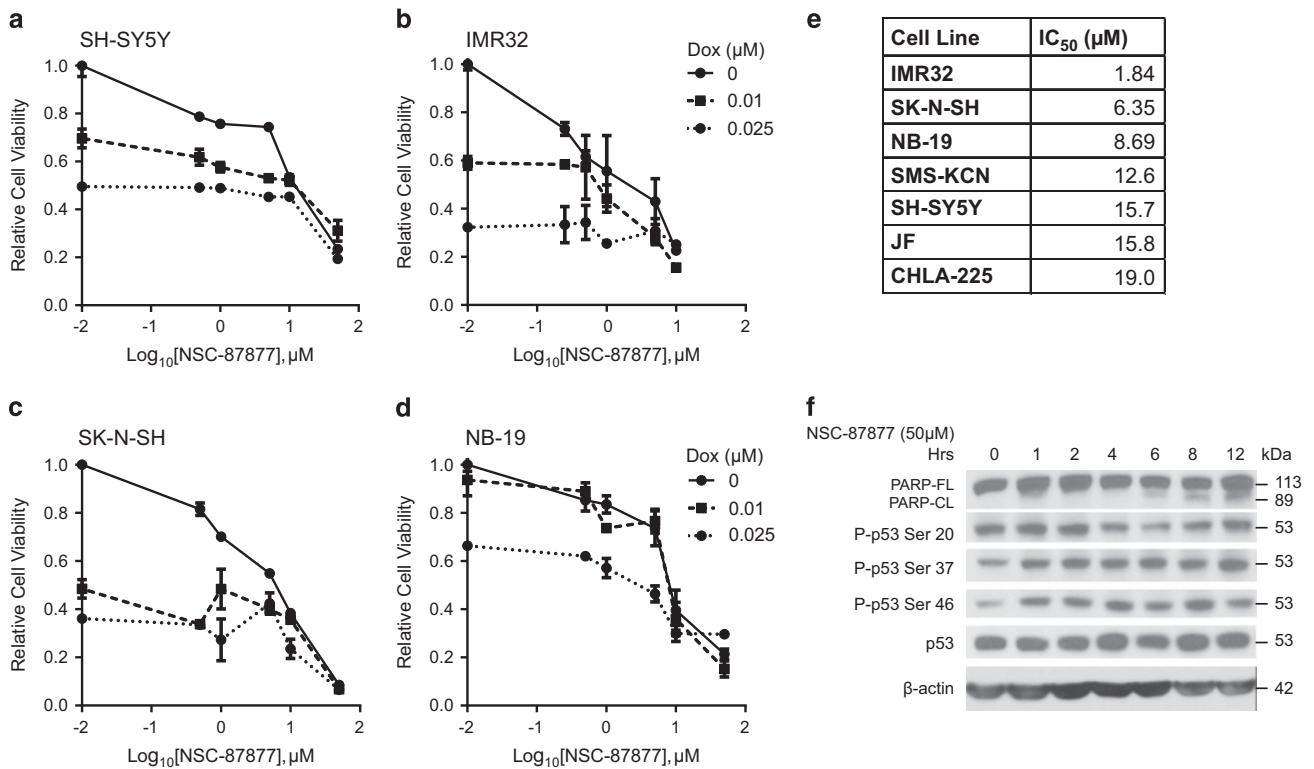 a
SH-SY5Y
1.0
0.8
0.6
0.4
0.2
0.0
Relative Cell Viability
-2 -1 0 1 2
Log10[NSC-87877], µM
b
IMR32
1.0
0.8
0.6
0.4
0.2
0.0
Relative Cell Viability
-2 -1 0 1 2
Log10[NSC-87877], µM
Dox (µM)
0
0.01
0.025
c
SK-N-SH
1.0
0.8
0.6
0.4
0.2
0.0
Relative Cell Viability
-2 -1 0 1 2
Log10[NSC-87877], µM
d
NB-19
1.0
0.8
0.6
0.4
0.2
0.0
Relative Cell Viability
-2 -1 0 1 2
Log10[NSC-87877], µM
Dox (µM)
0
0.01
0.025
e
Cell Line IC50 (µM)
IMR32 1.84
SK-N-SH 6.35
NB-19 8.69
SMS-KCN 12.6
SH-SY5Y 15.7
JF 15.8
CHLA-225 19.0
f
NSC-87877 (50µM)
Hrs 0 1 2 4 6 8 12 kDa
PARP-FL 113
PARP-CL 89
P-p53 Ser 20 53
P-p53 Ser 37 53
P-p53 Ser 46 53
p53 53
β-actin 42